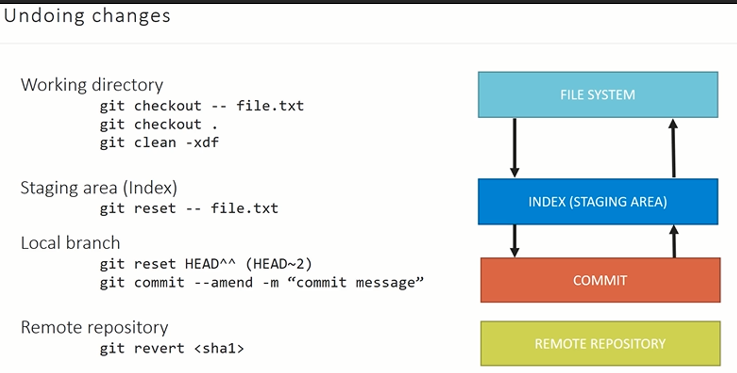 Undoing changes
Working directory
git checkout -- file.txt
git checkout .
git clean -xdf
Staging area (Index)
git reset -- file.txt
Local branch
git reset HEAD^^ (HEAD~2)
git commit --amend -m “commit message”
Remote repository
git revert <sha1>
FILE SYSTEM
INDEX (STAGING AREA)
COMMIT
REMOTE REPOSITORY